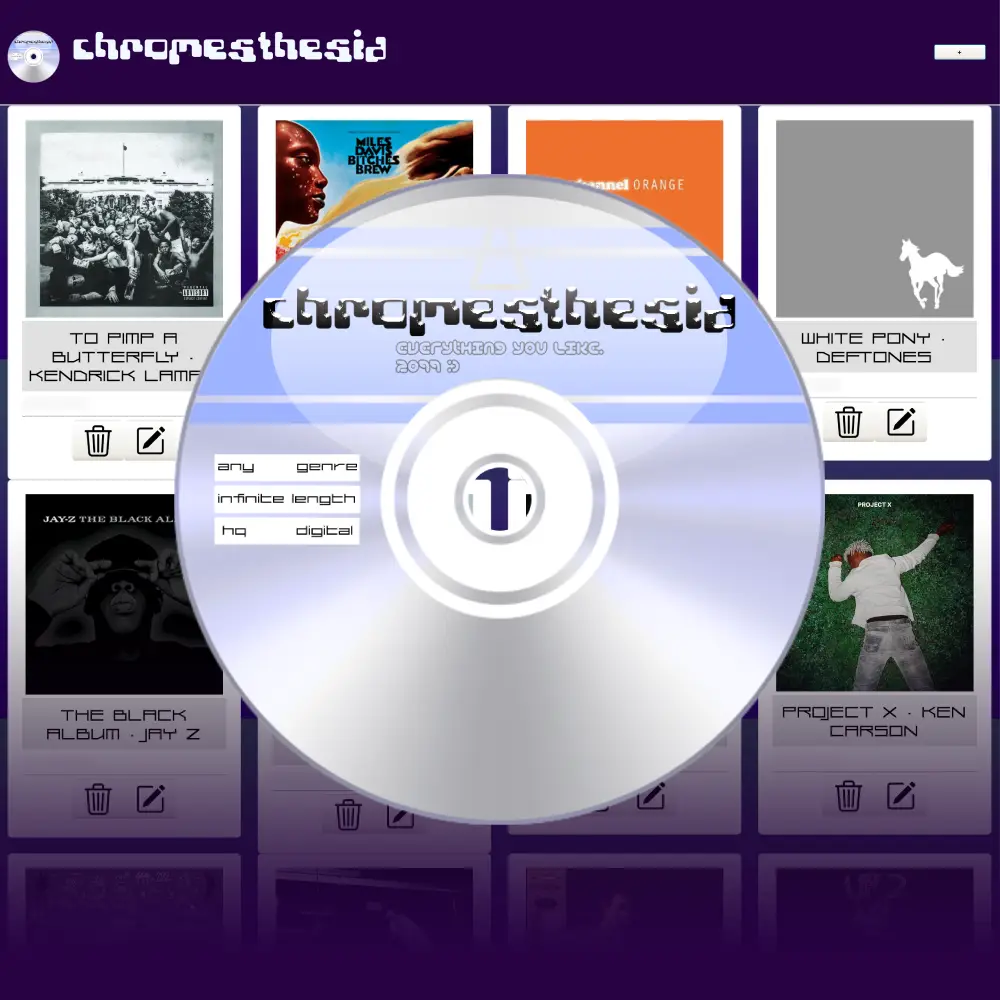 chromesthesia
+
MILES
DAVIS
BITCHES
BREW
channel ORANGE
TO PIMP A
BUTTERFLY ·
KENDRICK LAMA
WHITE PONY ·
DEFTONES
chromesthesia
everything you like.
2099 :)
any genre
infinite length
hq digital
1
JAY-Z THE BLACK AL
PROJECT X
THE BLACK
ALBUM · JAY Z
PROJECT X · KEN
CARSON